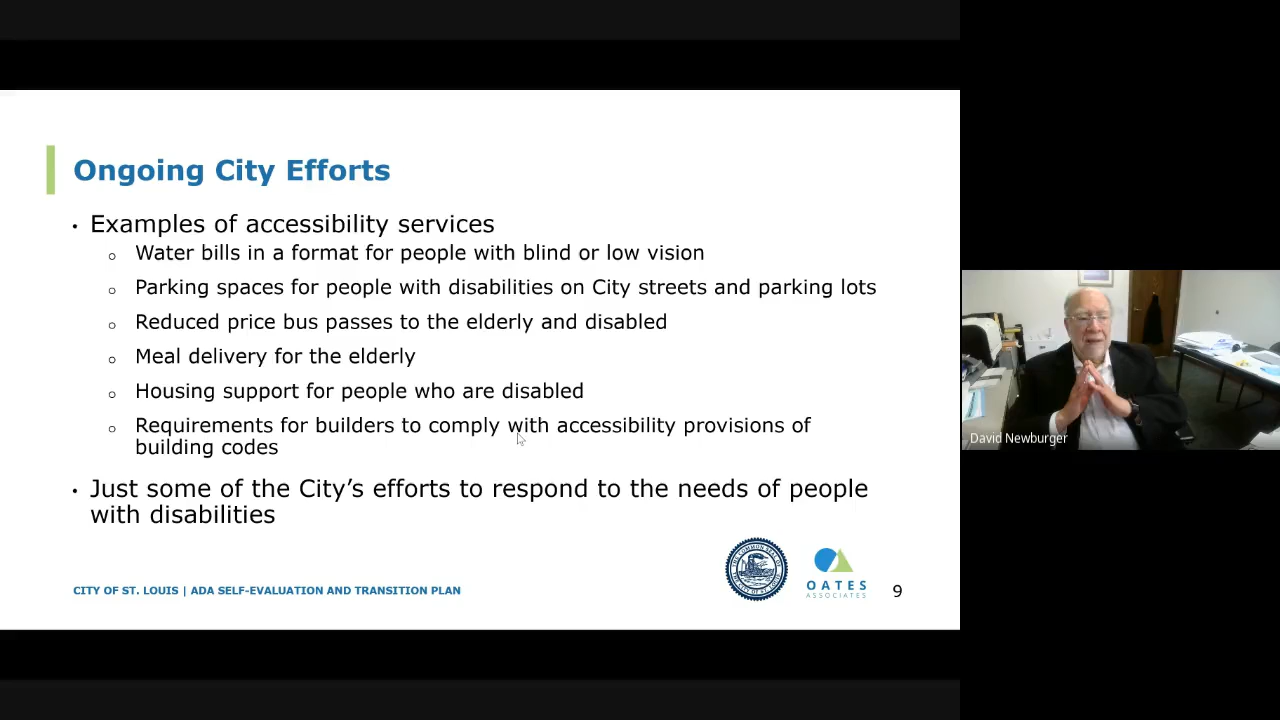 Ongoing City Efforts
• Examples of accessibility services
o Water bills in a format for people with blind or low vision
o Parking spaces for people with disabilities on City streets and parking lots
o Reduced price bus passes to the elderly and disabled
o Meal delivery for the elderly
o Housing support for people who are disabled
o Requirements for builders to comply with accessibility provisions of
building codes
• Just some of the City’s efforts to respond to the needs of people
with disabilities
CITY OF ST. LOUIS | ADA SELF-EVALUATION AND TRANSITION PLAN
OATES
ASSOCIATES
9
David Newburger